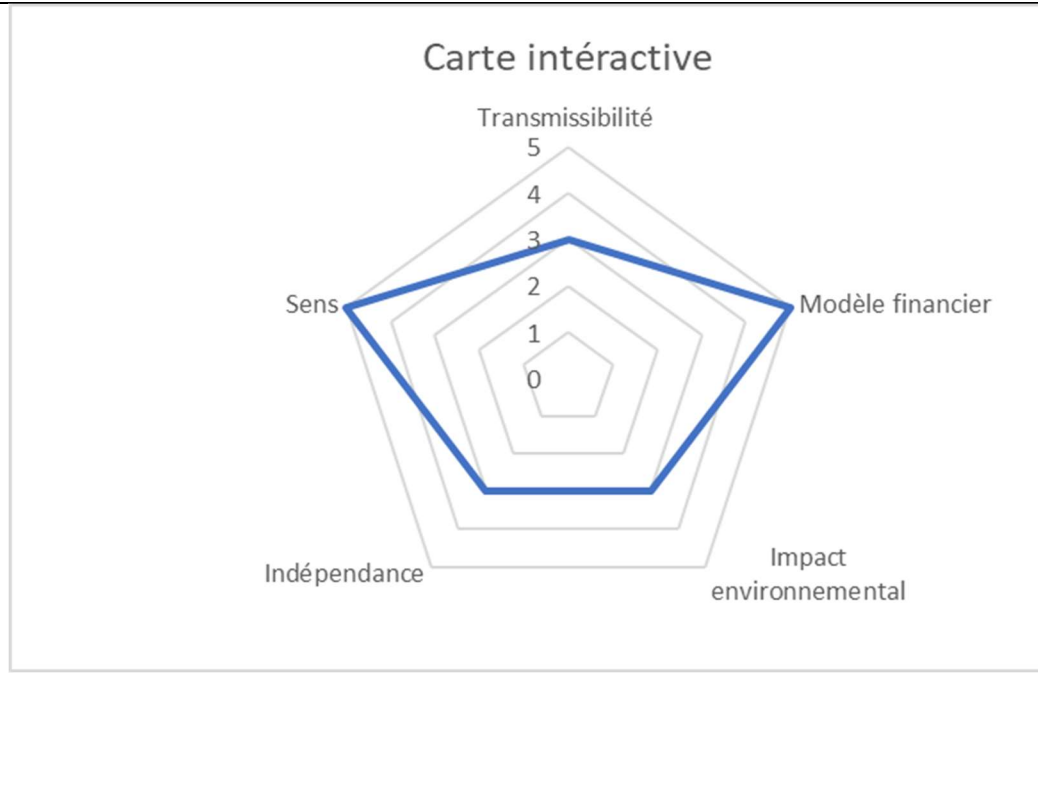 Carte intéractive
Transmissibilité
5
4
3
2
1
0
Sens
Modèle financier
Indépendance
Impact
environnemental